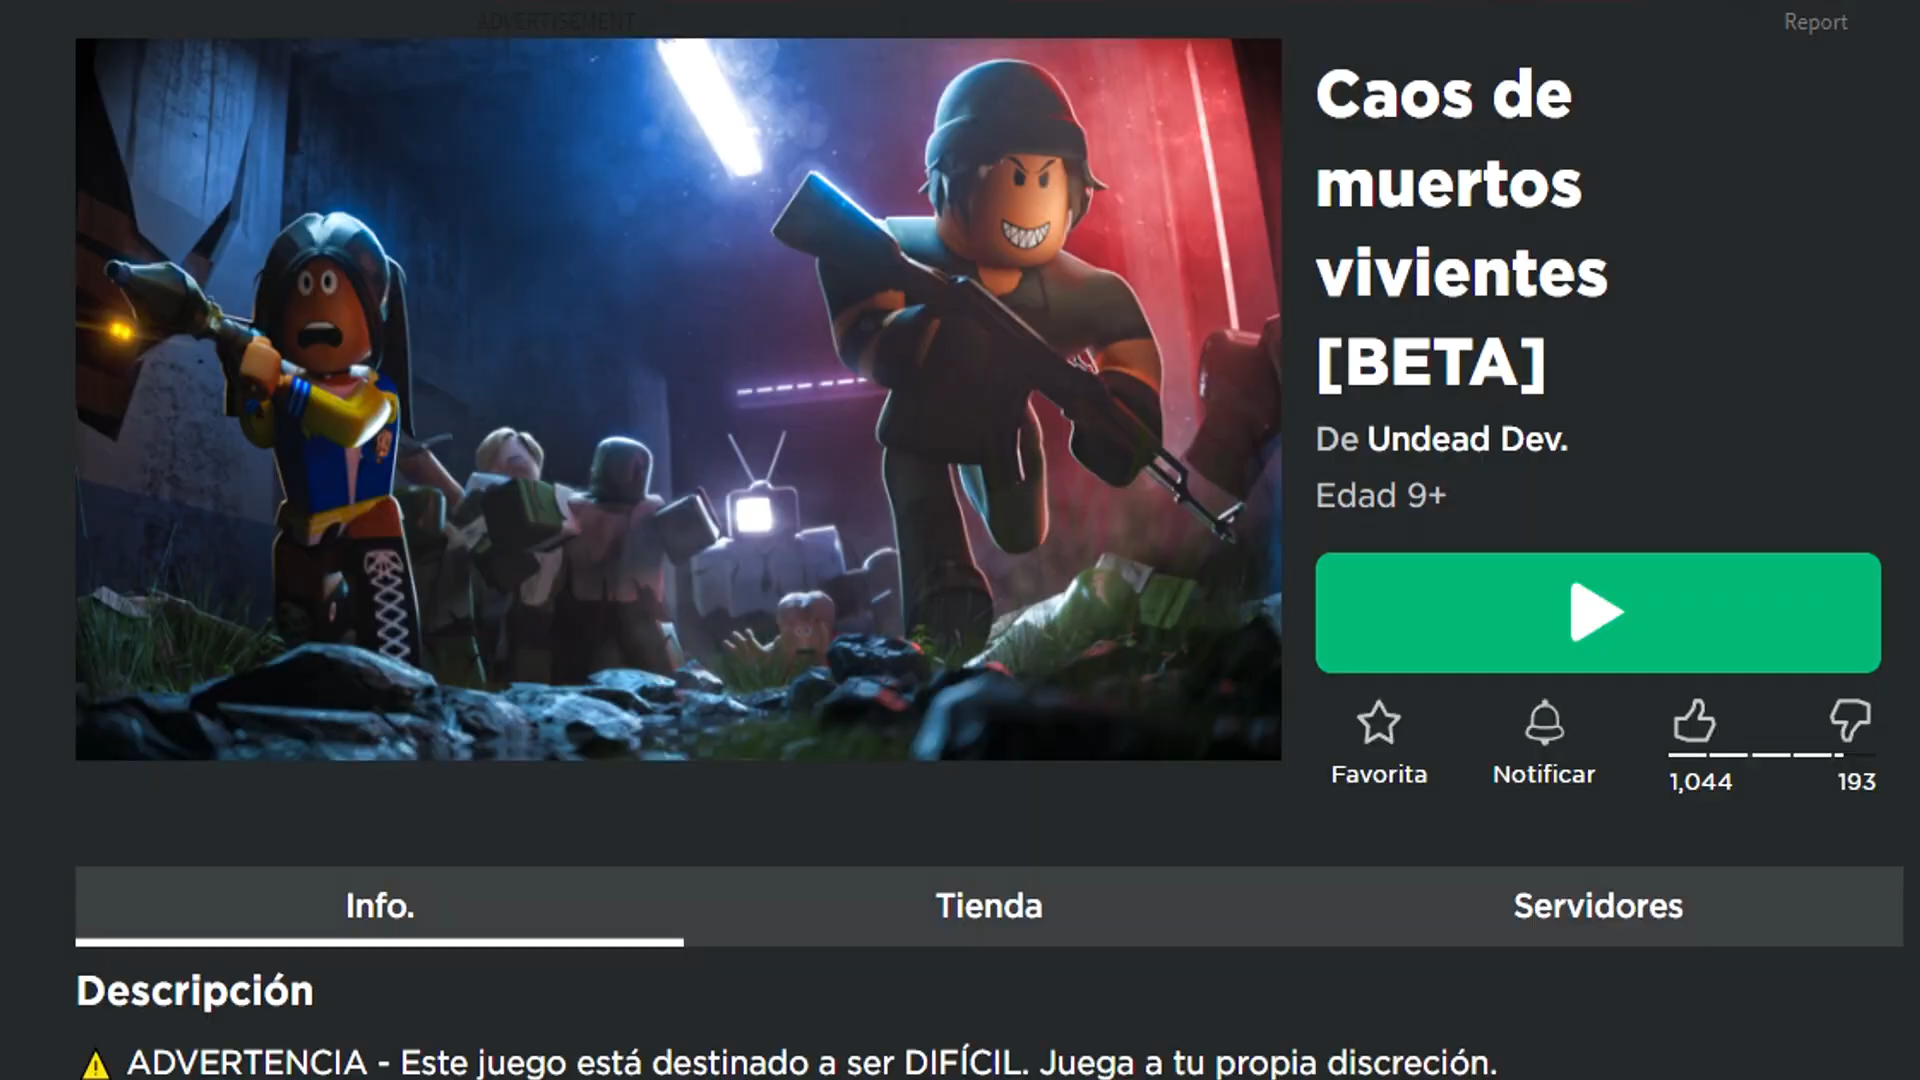 ADVERTISEMENT
Report
Caos de
muertos
vivientes
[BETA]
De Undead Dev.
Edad 9+
Favorita
Notificar
1,044
193
Info.
Tienda
Servidores
Descripción
ADVERTENCIA - Este juego está destinado a ser DIFÍCIL. Juega a tu propia discreción.